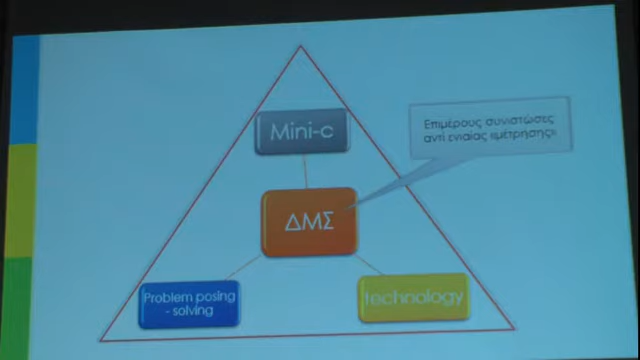 Mini-c
Επιμέρους συνιστώσες
αντί ενιαίας «μέτρησης»
ΔΜΣ
Problem posing
- solving
technology